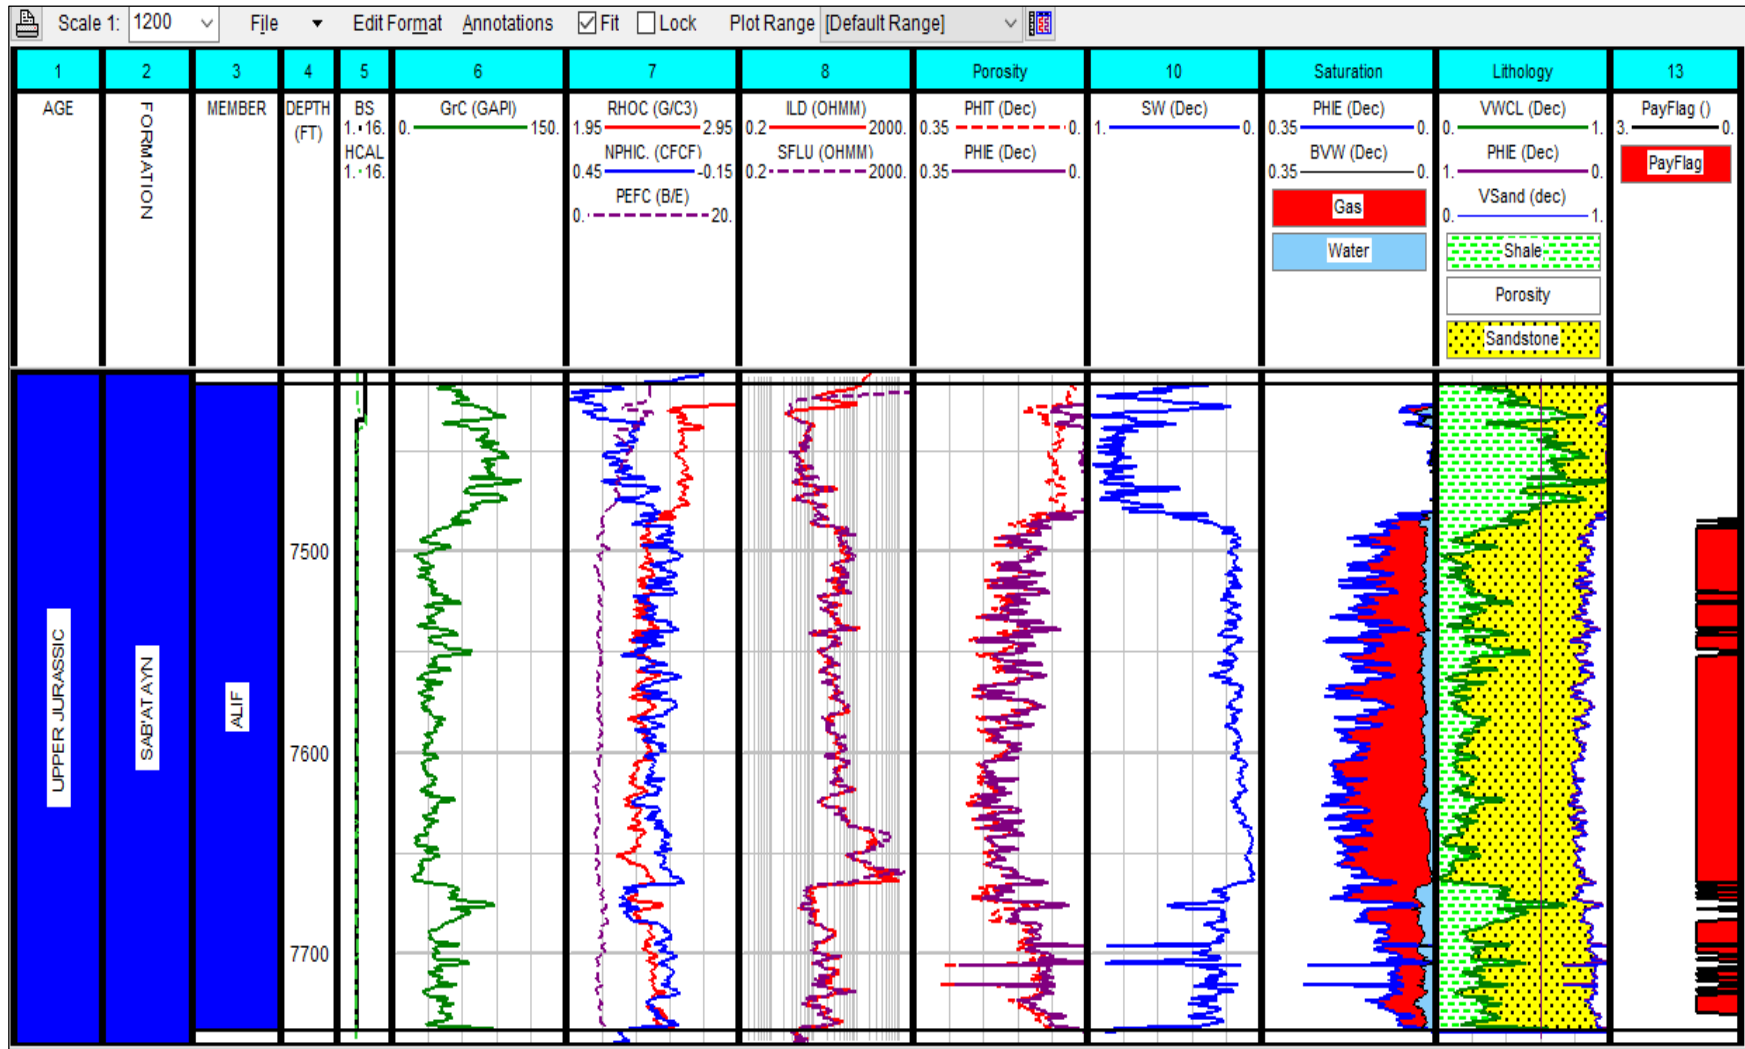 Scale 1: 1200 File Edit Format Annotations Fit Lock Plot Range [Default Range]
1 2 3 4 5 6 7 8 Porosity 10 Saturation Lithology 13
AGE
FORMATION
MEMBER
DEPTH
(FT)
BS
1. 16.
HCAL
1. 16.
GrC (GAPI)
0. 150.
RHOC (G/C3)
1.95 2.95
NPHIC. (CFCF)
0.45 -0.15
PEFC (B/E)
0. 20.
ILD (OHMM)
0.2 2000.
SFLU (OHMM)
0.2 2000.
PHIT (Dec)
0.35 0.
PHIE (Dec)
0.35 0.
SW (Dec)
1. 0.
PHIE (Dec)
0.35 0.
BVW (Dec)
0.35 0.
Gas
Water
VWCL (Dec)
0. 1.
PHIE (Dec)
1. 0.
VSand (dec)
0. 1.
Shale
Porosity
Sandstone
PayFlag ()
3. 0.
PayFlag
UPPER JURASSIC
SAB'AT AYN
ALIF
7500
7600
7700